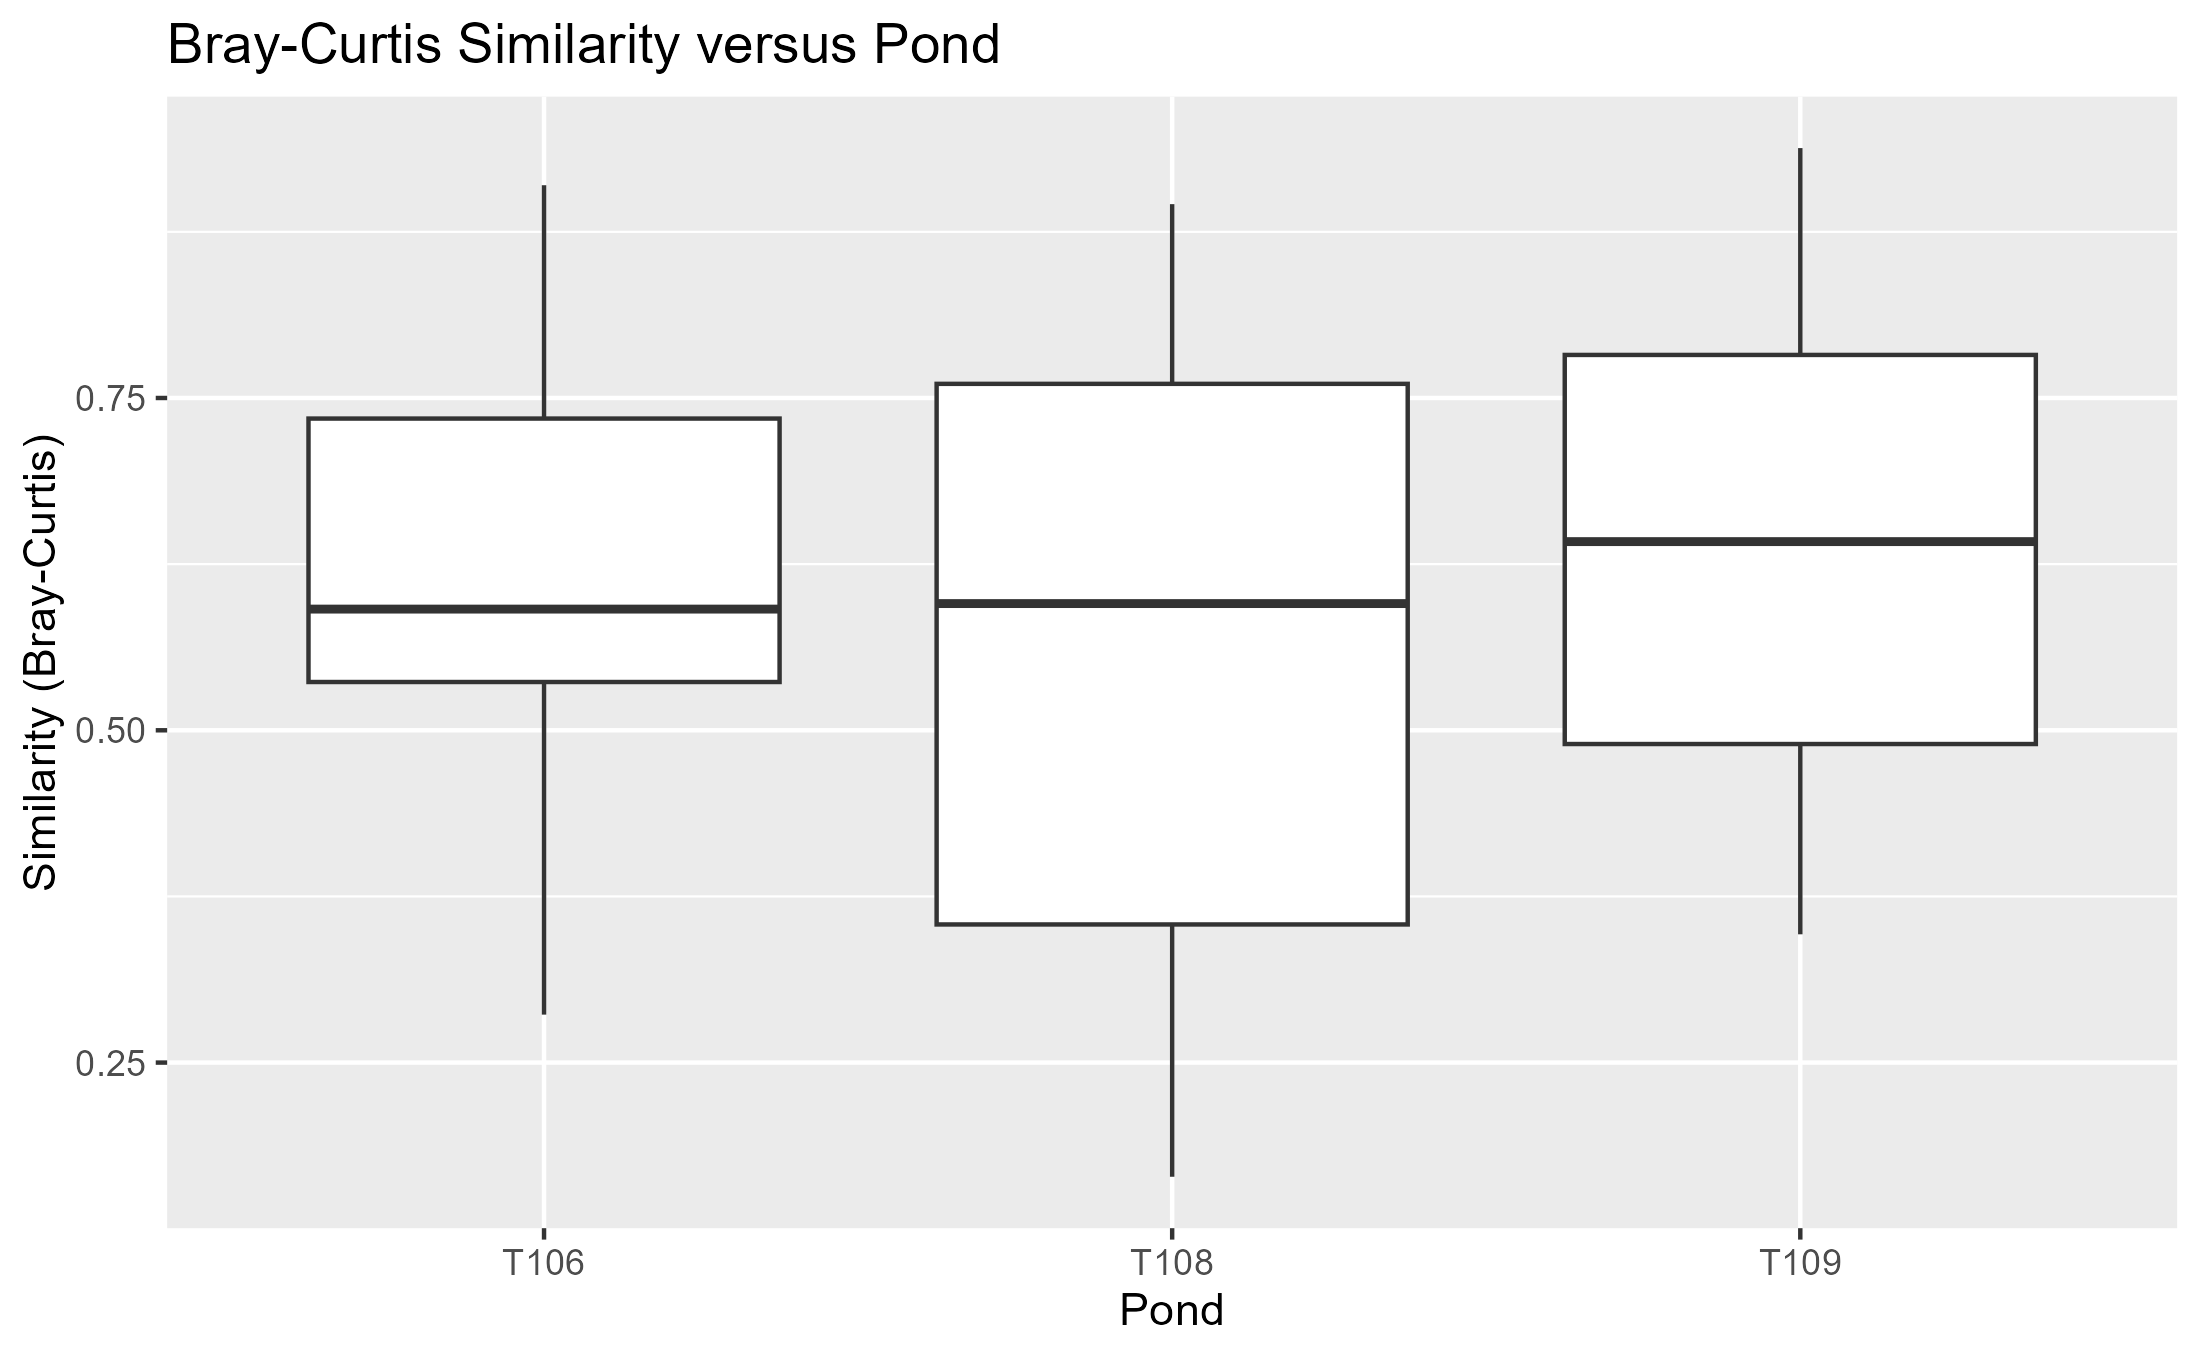 Bray-Curtis Similarity versus Pond
Similarity (Bray-Curtis)
0.75
0.50
0.25
T106
T108
T109
Pond